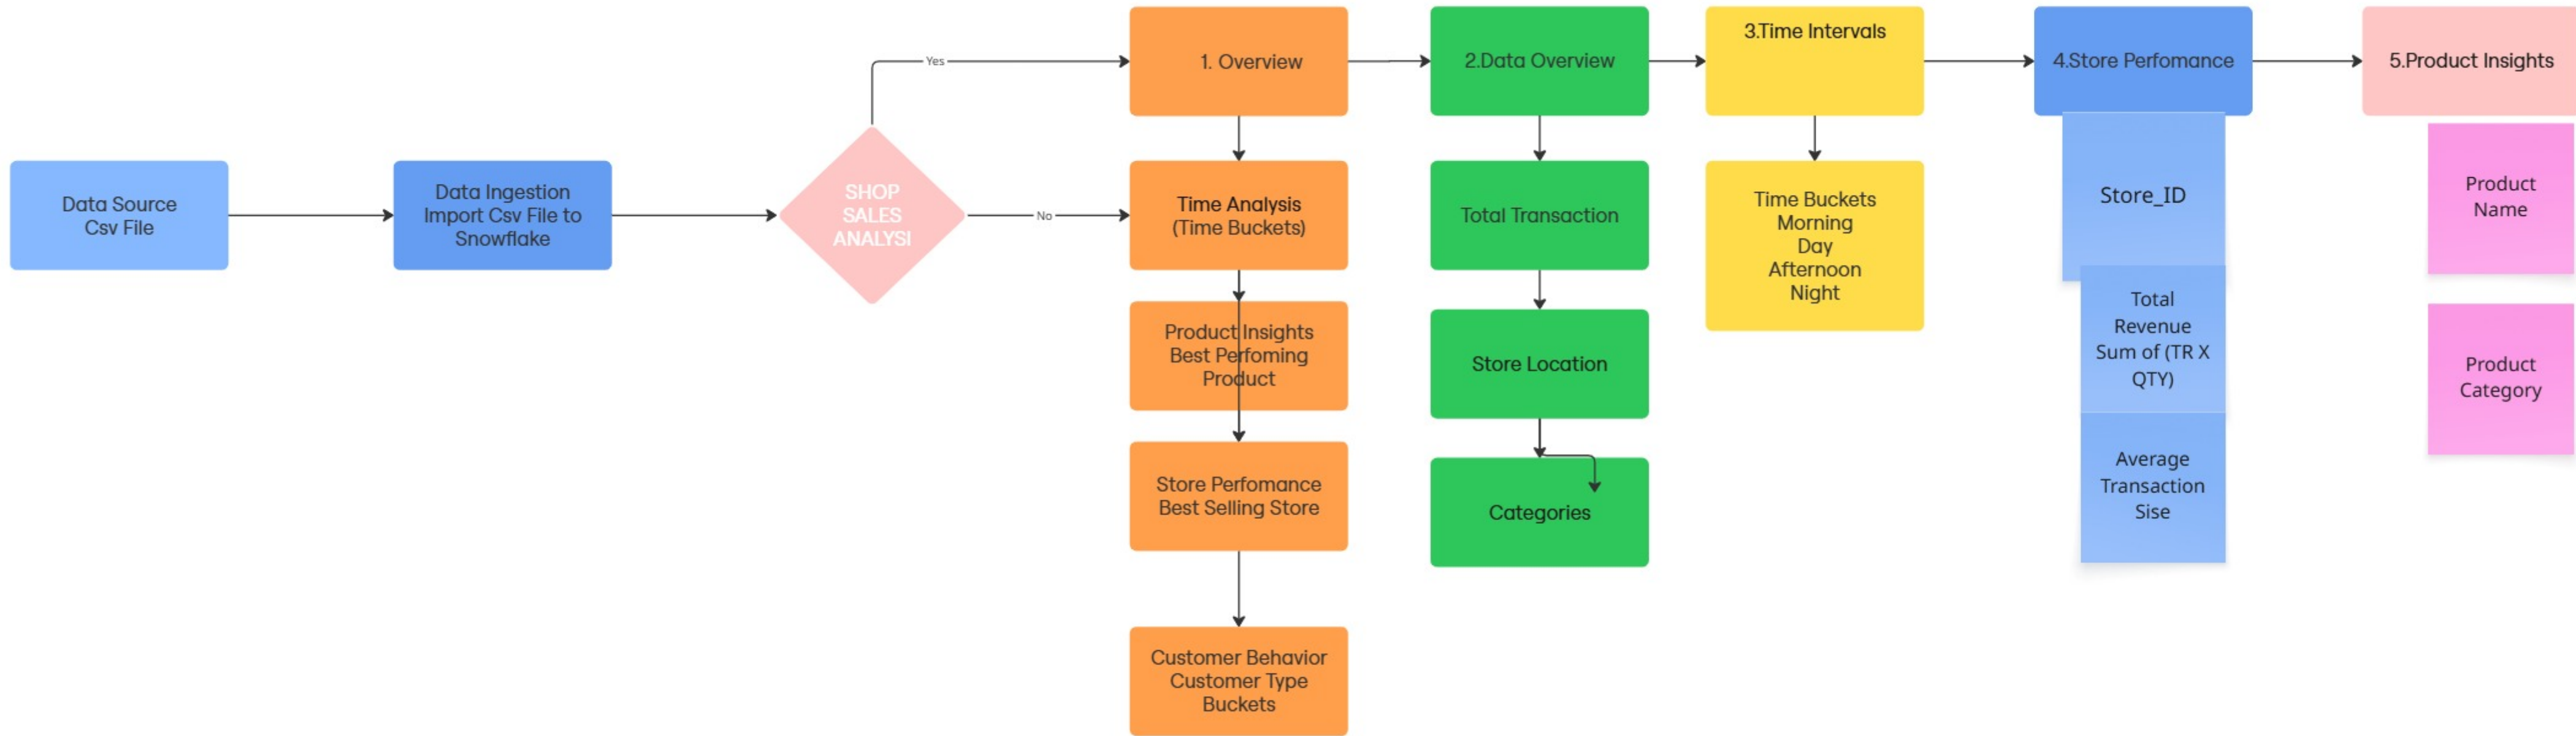 Data Source
Csv File
Data Ingestion
Import Csv File to
Snowflake
SHOP
SALES
ANALYSI
Yes
No
1. Overview
Time Analysis
(Time Buckets)
Product Insights
Best Perfoming
Product
Store Perfomance
Best Selling Store
Customer Behavior
Customer Type
Buckets
2.Data Overview
Total Transaction
Store Location
Categories
3.Time Intervals
Time Buckets
Morning
Day
Afternoon
Night
4.Store Perfomance
Store_ID
Total
Revenue
Sum of (TR X
QTY)
Average
Transaction
Sise
5.Product Insights
Product
Name
Product
Category